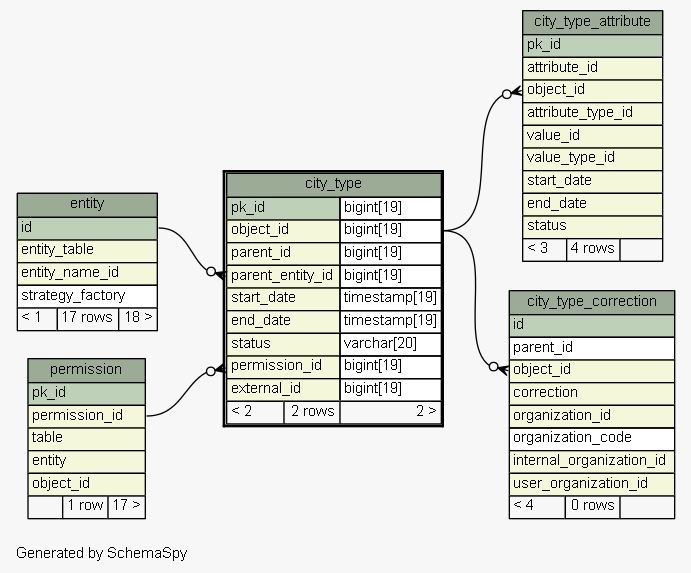 city_type_attribute
pk_id
attribute_id
object_id
attribute_type_id
value_id
value_type_id
start_date
end_date
status
< 3 4 rows
city_type
pk_id bigint[19]
object_id bigint[19]
parent_id bigint[19]
parent_entity_id bigint[19]
start_date timestamp[19]
end_date timestamp[19]
status varchar[20]
permission_id bigint[19]
external_id bigint[19]
< 2 2 rows 2 >
entity
id
entity_table
entity_name_id
strategy_factory
< 1 17 rows 18 >
permission
pk_id
permission_id
table
entity
object_id
1 row 17 >
city_type_correction
id
parent_id
object_id
correction
organization_id
organization_code
internal_organization_id
user_organization_id
< 4 0 rows
Generated by SchemaSpy